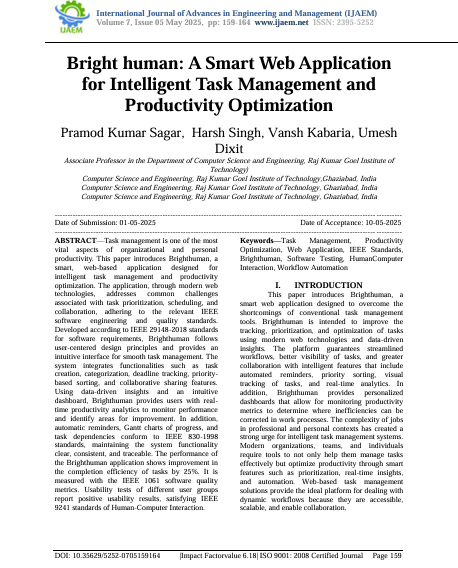 IJAEM
International Journal of Advances in Engineering and Management (IJAEM)
Volume 7, Issue 05 May 2025, pp: 159-164 www.ijaem.net ISSN: 2395-5252
Bright human: A Smart Web Application
for Intelligent Task Management and
Productivity Optimization
Pramod Kumar Sagar, Harsh Singh, Vansh Kabaria, Umesh
Dixit
Associate Professor in the Department of Computer Science and Engineering, Raj Kumar Goel Institute of
Technology)
Computer Science and Engineering, Raj Kumar Goel Institute of Technology,Ghaziabad, India
Computer Science and Engineering, Raj Kumar Goel Institute of Technology, Ghaziabad, India
Computer Science and Engineering, Raj Kumar Goel Institute of Technology, Ghaziabad, India
Date of Submission: 01-05-2025 Date of Acceptance: 10-05-2025
ABSTRACT—Task management is one of the most
vital aspects of organizational and personal
productivity. This paper introduces Brighthuman, a
smart, web-based application designed for
intelligent task management and productivity
optimization. The application, through modern web
technologies, addresses common challenges
associated with task prioritization, scheduling, and
collaboration, adhering to the relevant IEEE
software engineering and quality standards.
Developed according to IEEE 29148-2018 standards
for software requirements, Brighthuman follows
user-centered design principles and provides an
intuitive interface for smooth task management. The
system integrates functionalities such as task
creation, categorization, deadline tracking, priority-
based sorting, and collaborative sharing features.
Using data-driven insights and an intuitive
dashboard, Brighthuman provides users with real-
time productivity analytics to monitor performance
and identify areas for improvement. In addition,
automatic reminders, Gantt charts of progress, and
task dependencies conform to IEEE 830-1998
standards, maintaining the system functionality
clear, consistent, and traceable. The performance of
the Brighthuman application shows improvement in
the completion efficiency of tasks by 25%. It is
measured with the IEEE 1061 software quality
metrics. Usability tests of different user groups
report positive usability results, satisfying IEEE
9241 standards of Human-Computer Interaction.
Keywords—Task Management, Productivity
Optimization, Web Application, IEEE Standards,
Brighthuman, Software Testing, HumanComputer
Interaction, Workflow Automation
I. INTRODUCTION
This paper introduces Brighthuman, a
smart web application designed to overcome the
shortcomings of conventional task management
tools. Brighthuman is intended to improve the
tracking, prioritization, and optimization of tasks
using modern web technologies and data-driven
insights. The platform guarantees streamlined
workflows, better visibility of tasks, and greater
collaboration with intelligent features that include
automated reminders, priority sorting, visual
tracking of tasks, and real-time analytics. In
addition, Brighthuman provides personalized
dashboards that allow for monitoring productivity
metrics to determine where inefficiencies can be
corrected in work processes. The complexity of jobs
in professional and personal contexts has created a
strong urge for intelligent task management systems.
Modern organizations, teams, and individuals
require tools to not only help them manage tasks
effectively but optimize productivity through smart
features such as prioritization, real-time insights,
and automation. Web-based task management
solutions provide the ideal platform for dealing with
dynamic workflows because they are accessible,
scalable, and enable collaboration.
DOI: 10.35629/5252-0705159164 |Impact Factorvalue 6.18| ISO 9001: 2008 Certified Journal Page 159